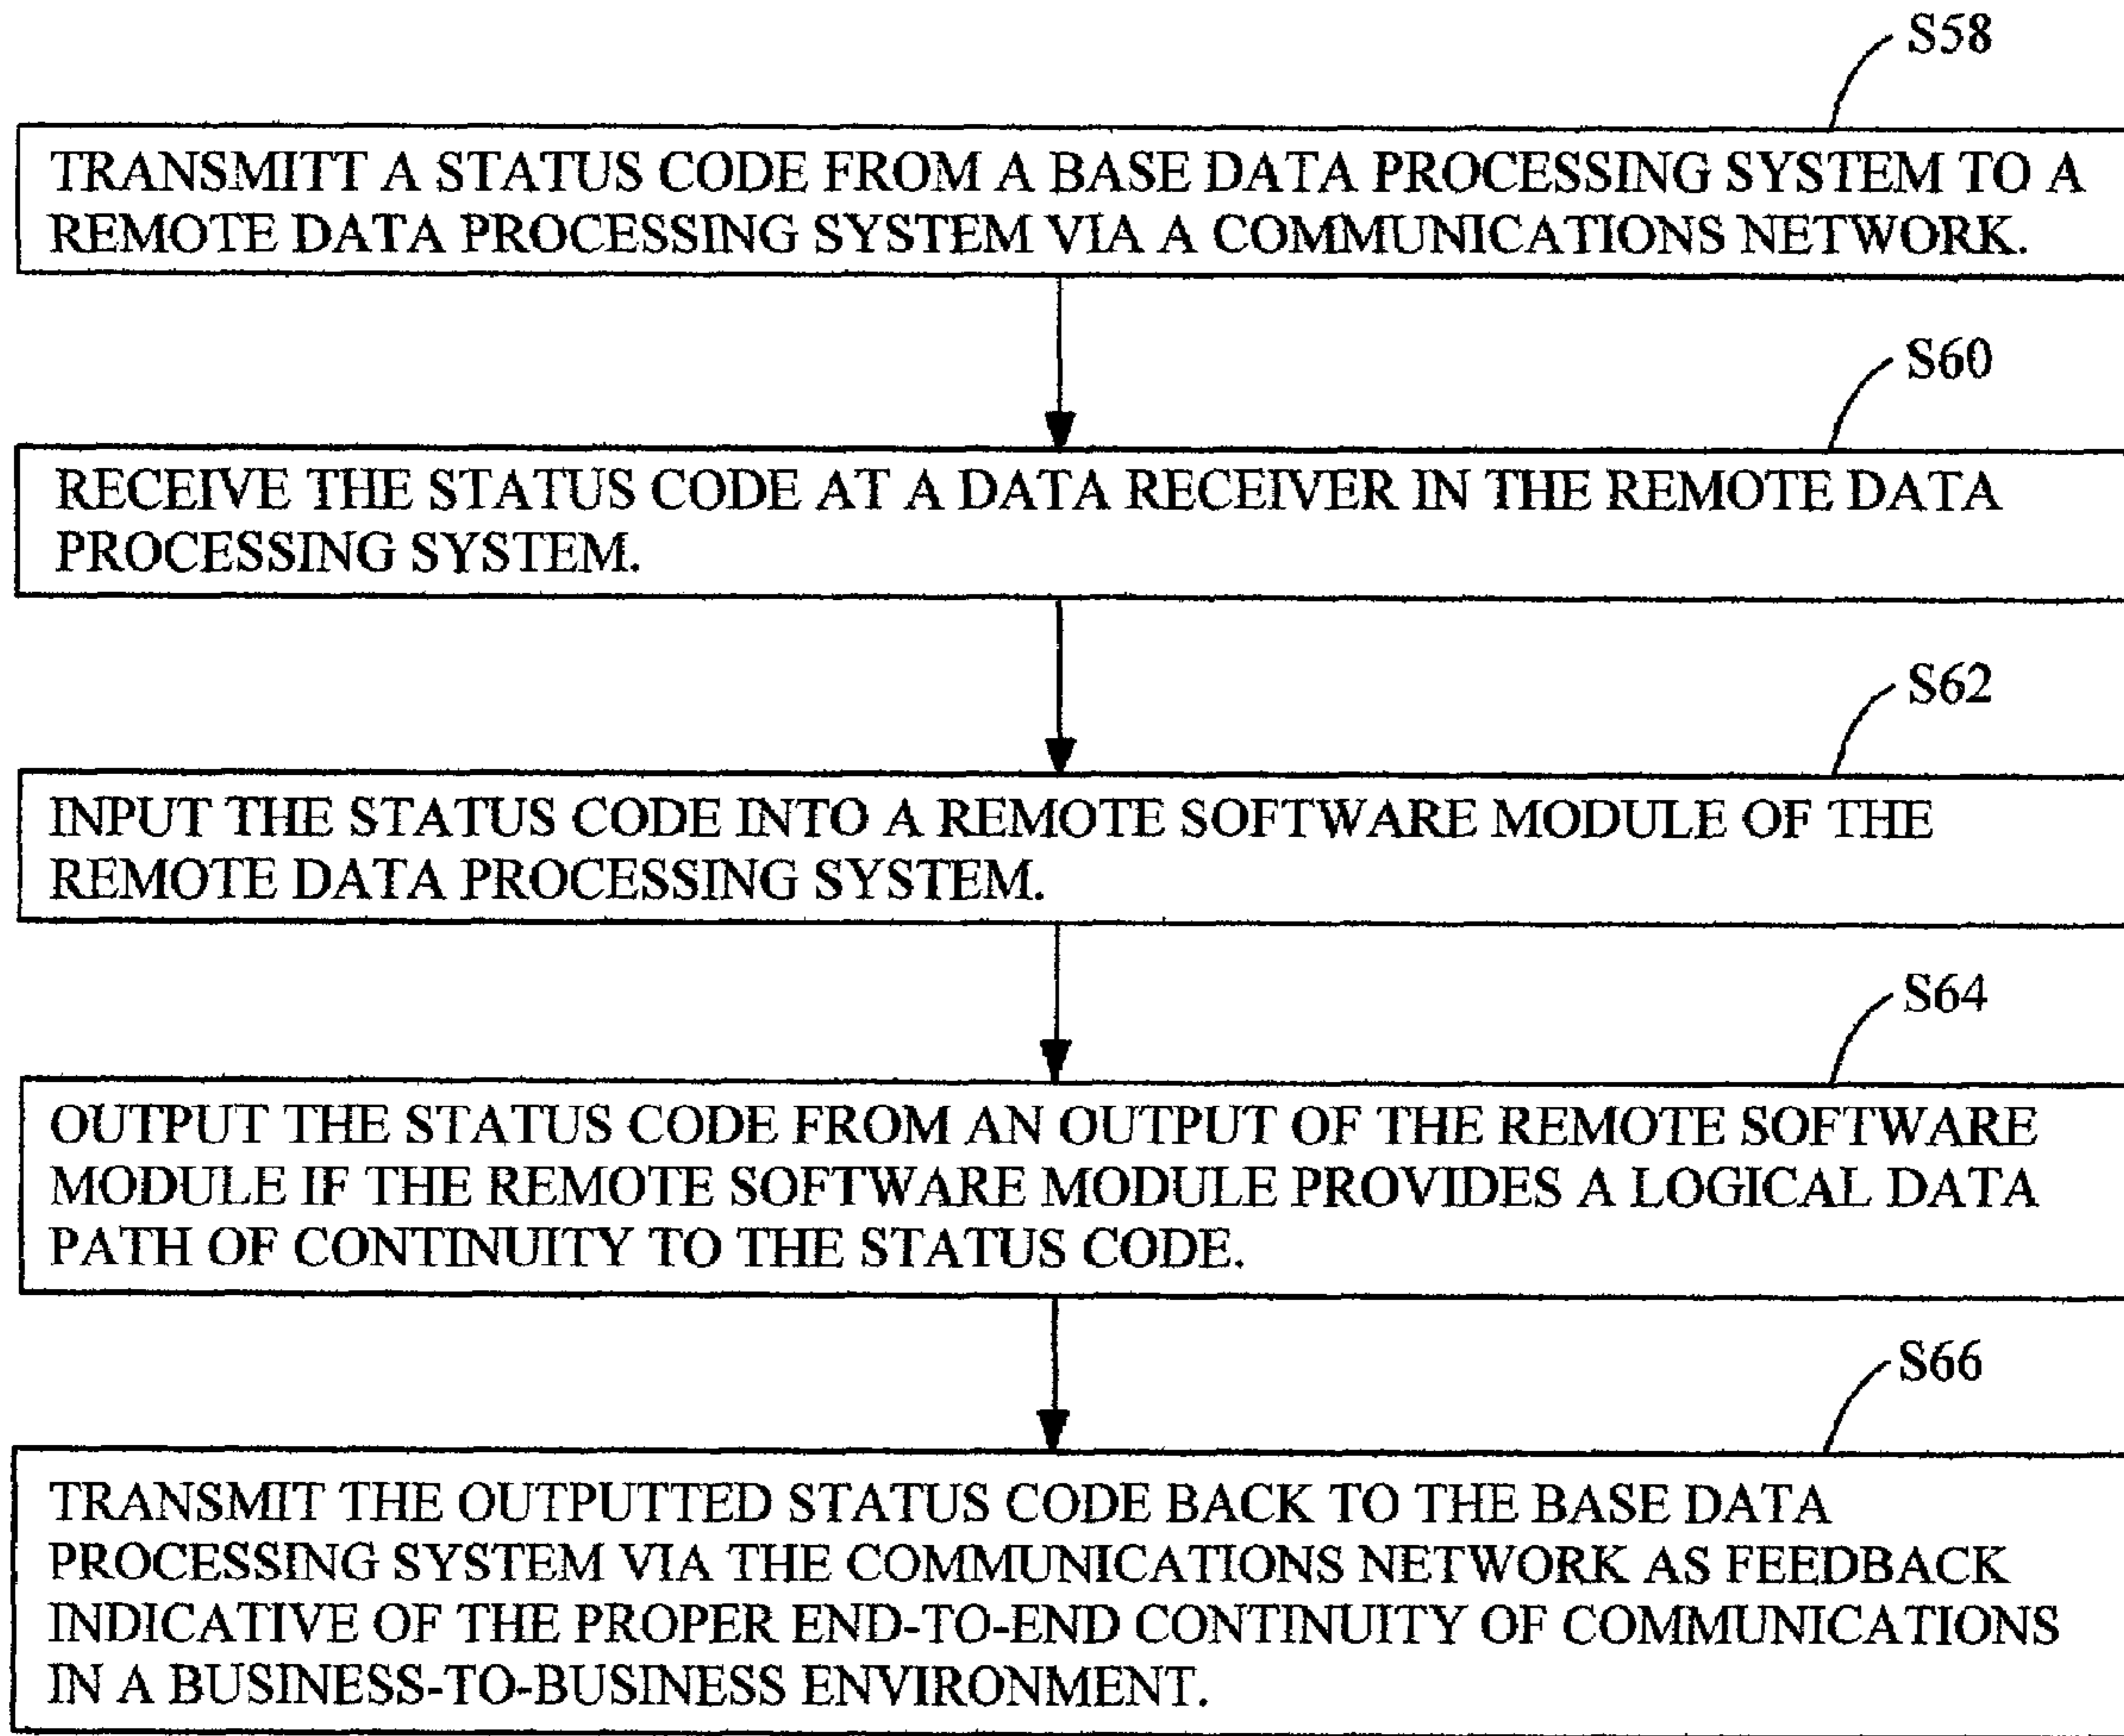 S58
TRANSMITT A STATUS CODE FROM A BASE DATA PROCESSING SYSTEM TO A
REMOTE DATA PROCESSING SYSTEM VIA A COMMUNICATIONS NETWORK.
S60
RECEIVE THE STATUS CODE AT A DATA RECEIVER IN THE REMOTE DATA
PROCESSING SYSTEM.
S62
INPUT THE STATUS CODE INTO A REMOTE SOFTWARE MODULE OF THE
REMOTE DATA PROCESSING SYSTEM.
S64
OUTPUT THE STATUS CODE FROM AN OUTPUT OF THE REMOTE SOFTWARE
MODULE IF THE REMOTE SOFTWARE MODULE PROVIDES A LOGICAL DATA
PATH OF CONTINUITY TO THE STATUS CODE.
S66
TRANSMIT THE OUTPUTTED STATUS CODE BACK TO THE BASE DATA
PROCESSING SYSTEM VIA THE COMMUNICATIONS NETWORK AS FEEDBACK
INDICATIVE OF THE PROPER END-TO-END CONTINUITY OF COMMUNICATIONS
IN A BUSINESS-TO-BUSINESS ENVIRONMENT.